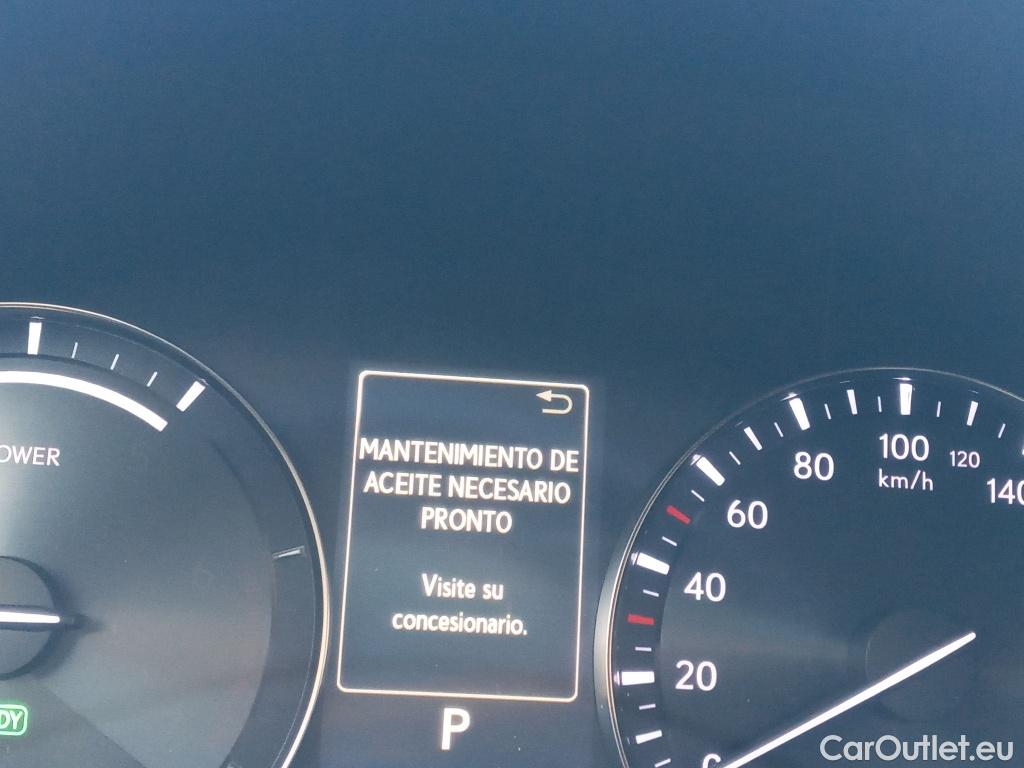 MANTENIMIENTO DE
ACEITE NECESARIO
PRONTO
Visite su
concesionario.
P
OWER
DY
20
40
60
80
100
120
140
km/h
CarOutlet.eu